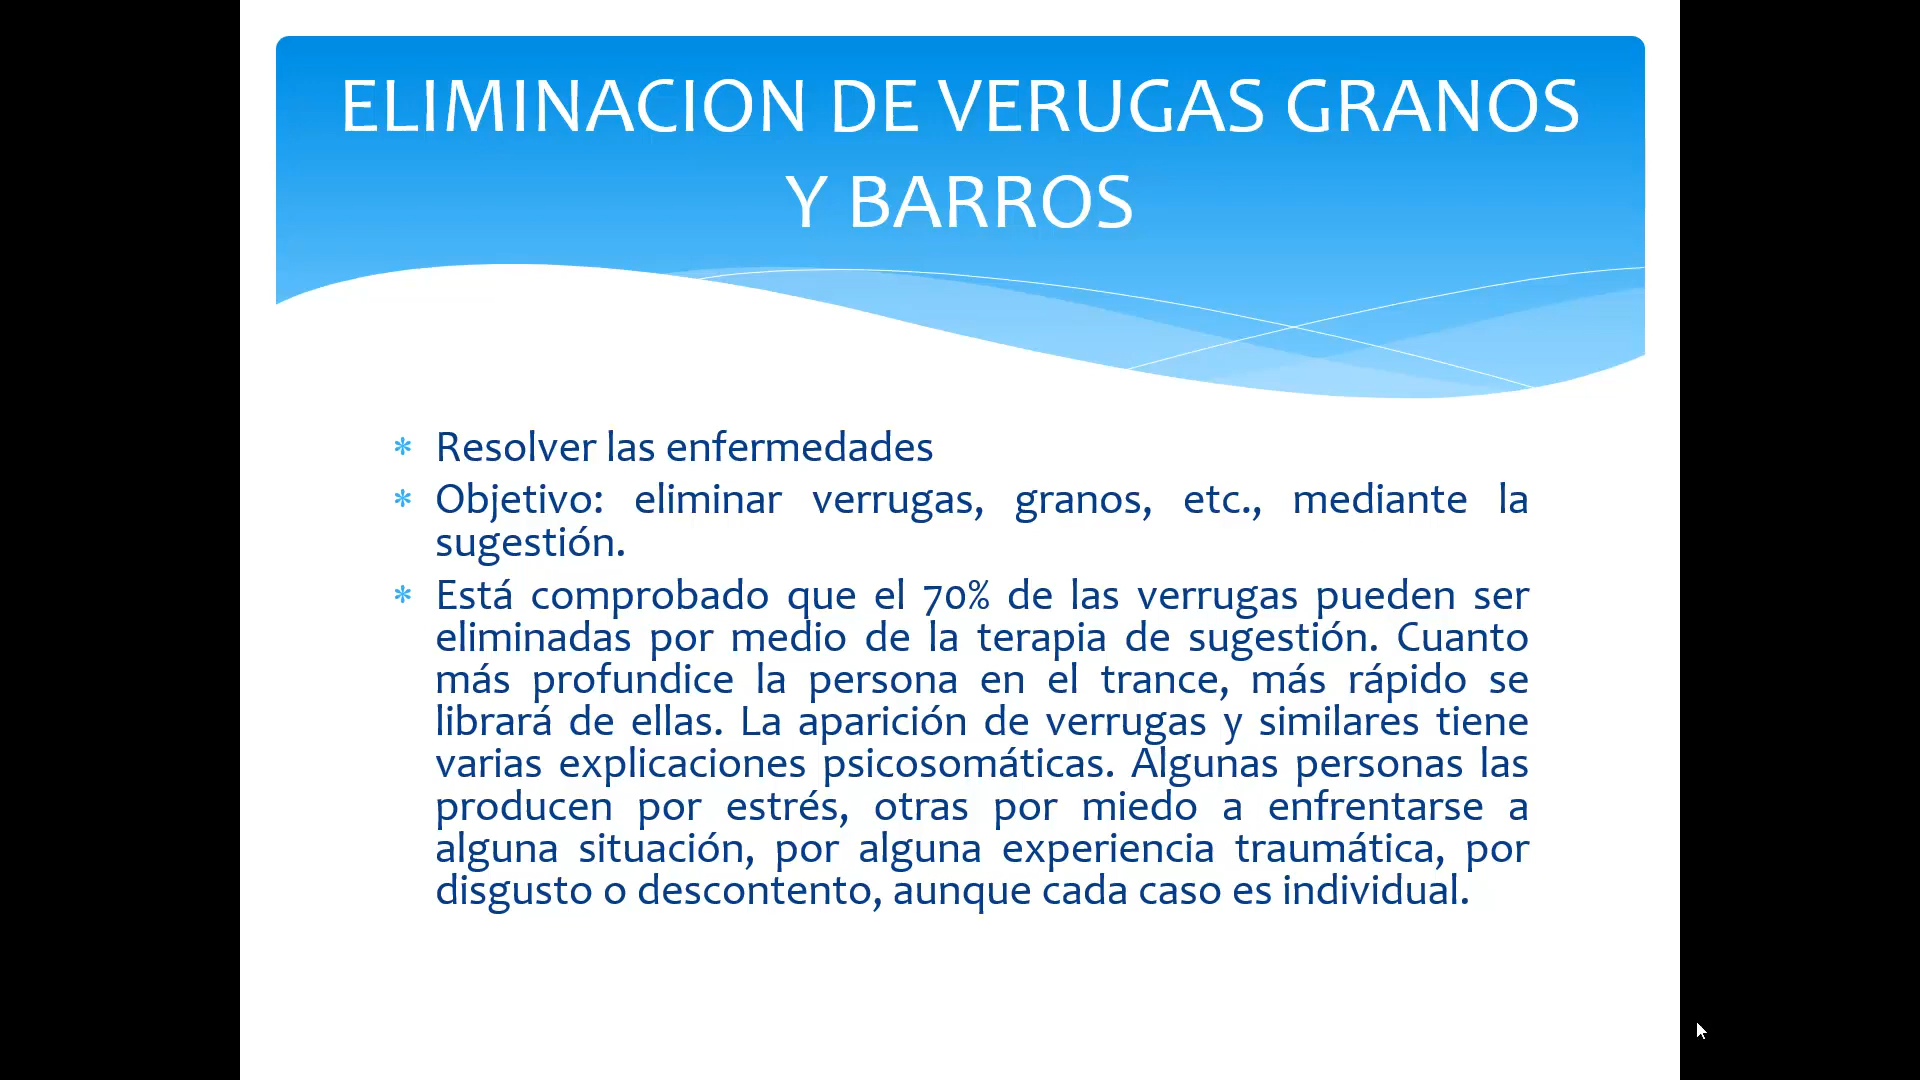 ELIMINACION DE VERUGAS GRANOS
Y BARROS
* Resolver las enfermedades
* Objetivo: eliminar verrugas, granos, etc., mediante la
sugestión.
* Está comprobado que el 70% de las verrugas pueden ser
eliminadas por medio de la terapia de sugestión. Cuanto
más profundice la persona en el trance, más rápido se
librará de ellas. La aparición de verrugas y similares tiene
varias explicaciones psicosomáticas. Algunas personas las
producen por estrés, otras por miedo a enfrentarse a
alguna situación, por alguna experiencia traumática, por
disgusto o descontento, aunque cada caso es individual.